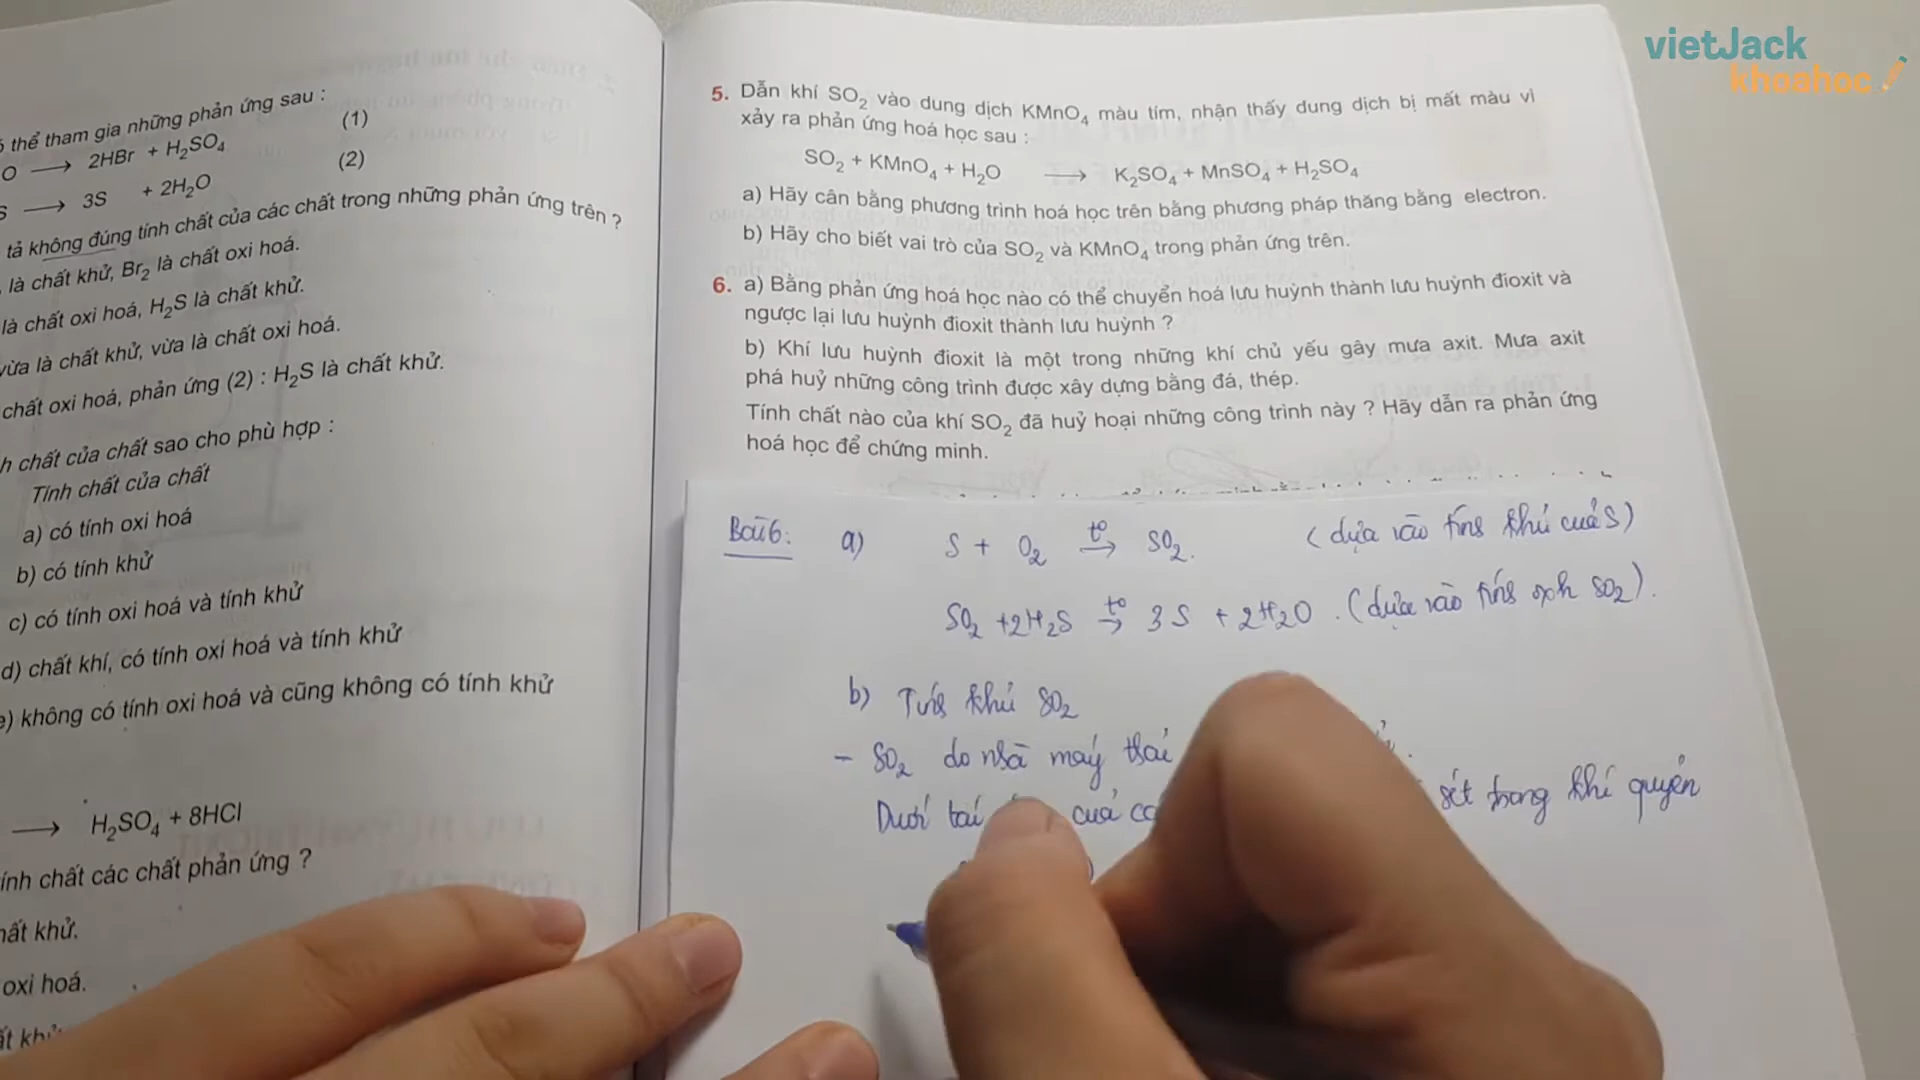 vietJack
khoahoc
thể tham gia những phản ứng sau :
O ⟶ 2HBr + H₂SO₄ (1)
S ⟶ 3S + 2H₂O (2)
tả không đúng tính chất của các chất trong những phản ứng trên ?
là chất khử, Br₂ là chất oxi hoá.
là chất oxi hoá, H₂S là chất khử.
vừa là chất khử, vừa là chất oxi hoá.
chất oxi hoá, phản ứng (2) : H₂S là chất khử.
h chất của chất sao cho phù hợp :
Tính chất của chất
a) có tính oxi hoá
b) có tính khử
c) có tính oxi hoá và tính khử
d) chất khí, có tính oxi hoá và tính khử
e) không có tính oxi hoá và cũng không có tính khử
⟶ H₂SO₄ + 8HCl
ính chất các chất phản ứng ?
hất khử.
oxi hoá.
ất khử
5. Dẫn khí SO₂ vào dung dịch KMnO₄ màu tím, nhận thấy dung dịch bị mất màu vì
xảy ra phản ứng hoá học sau :
SO₂ + KMnO₄ + H₂O ⟶ K₂SO₄ + MnSO₄ + H₂SO₄
a) Hãy cân bằng phương trình hoá học trên bằng phương pháp thăng bằng electron.
b) Hãy cho biết vai trò của SO₂ và KMnO₄ trong phản ứng trên.
6. a) Bằng phản ứng hoá học nào có thể chuyển hoá lưu huỳnh thành lưu huỳnh đioxit và
ngược lại lưu huỳnh đioxit thành lưu huỳnh ?
b) Khí lưu huỳnh đioxit là một trong những khí chủ yếu gây mưa axit. Mưa axit
phá huỷ những công trình được xây dựng bằng đá, thép.
Tính chất nào của khí SO₂ đã huỷ hoại những công trình này ? Hãy dẫn ra phản ứng
hoá học để chứng minh.
Bài 6: a) S + O₂ →(t°) SO₂. (dựa vào tính khử của S)
SO₂ + 2H₂S →(t°) 3S + 2H₂O. (dựa vào tính oxh SO₂).
b) Tính khử SO₂
- SO₂ do nhà máy thải
Dưới tác của sét trong khí quyển